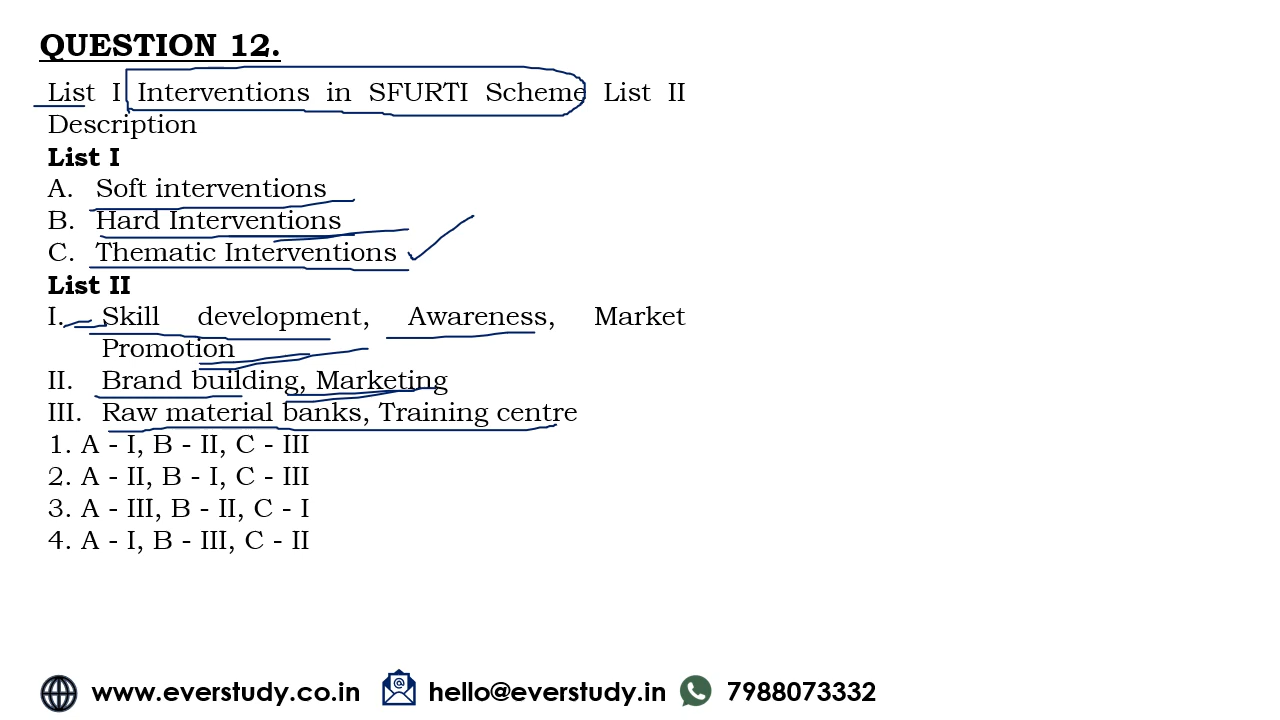 QUESTION 12.
List I Interventions in SFURTI Scheme List II
Description
List I
A. Soft interventions
B. Hard Interventions
C. Thematic Interventions
List II
I. Skill development, Awareness, Market
Promotion
II. Brand building, Marketing
III. Raw material banks, Training centre
1. A - I, B - II, C - III
2. A - II, B - I, C - III
3. A - III, B - II, C - I
4. A - I, B - III, C - II
www.everstudy.co.in hello@everstudy.in 7988073332